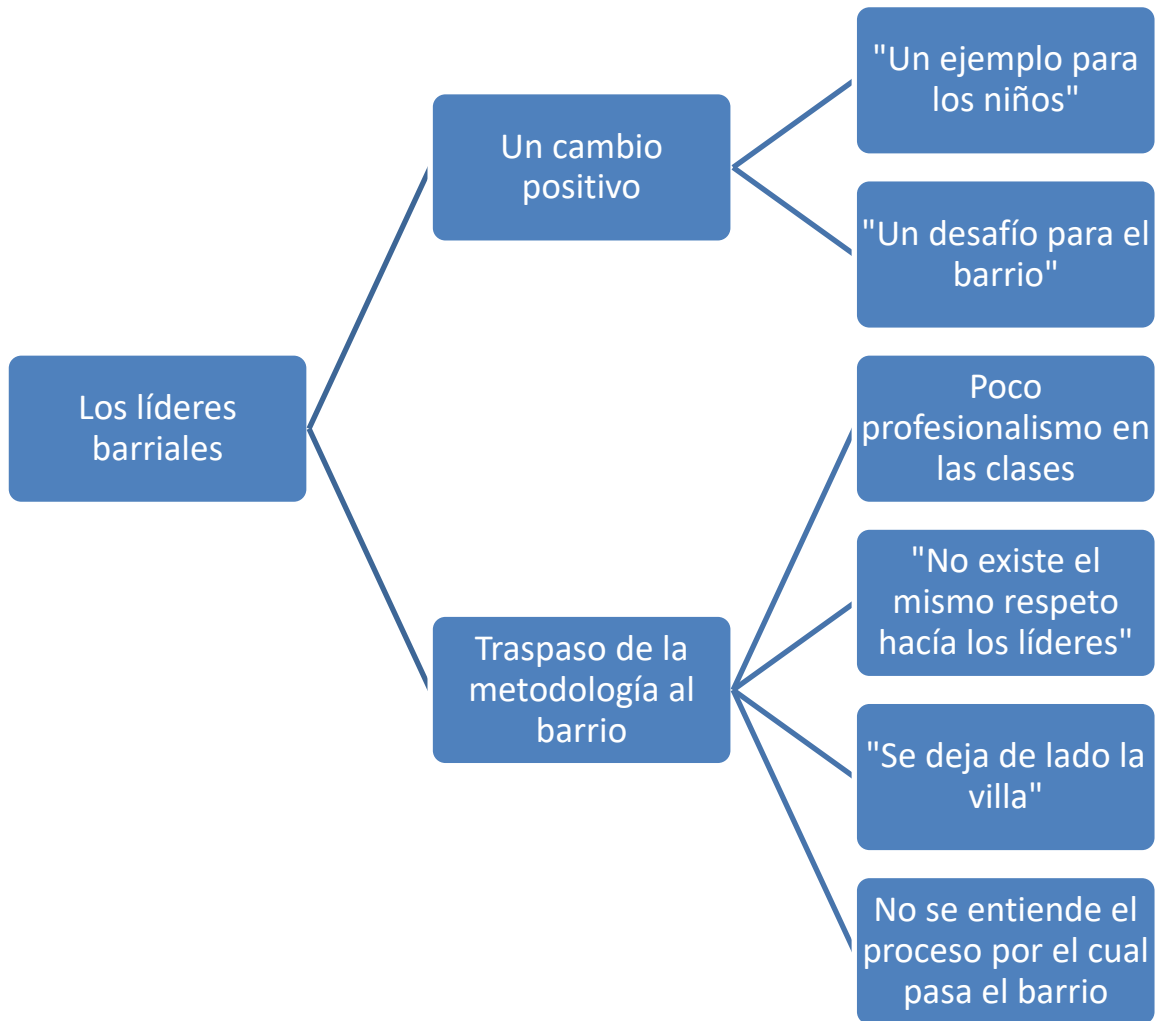 Los líderes
barriales
Un cambio
positivo
"Un ejemplo para
los niños"
"Un desafío para el
barrio"
Traspaso de la
metodología al
barrio
Poco
profesionalismo en
las clases
"No existe el
mismo respeto
hacía los líderes"
"Se deja de lado la
villa"
No se entiende el
proceso por el cual
pasa el barrio